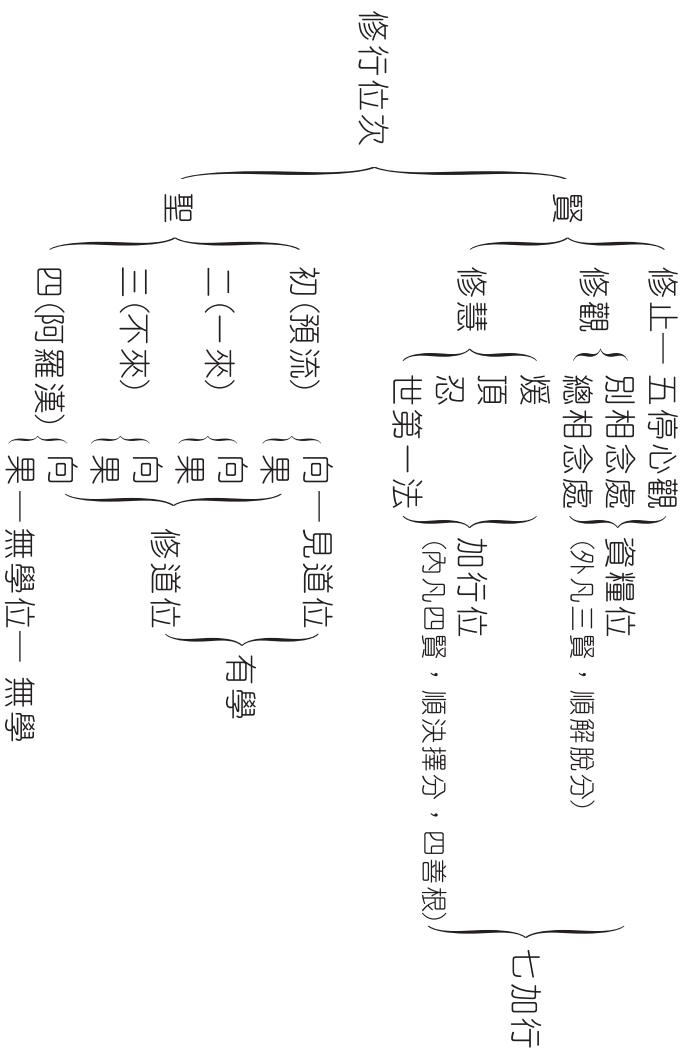 修行位次
賢
修止—五停心觀
修觀
別相念處
總相念處
資糧位
(外凡三賢，順解脫分)
修慧
煖
頂
忍
世第一法
加行位
(內凡四賢，順決擇分，四善根)
七加行
聖
初(預流)
向—見道位
果
二(一來)
向
果
三(不來)
向
果
四(阿羅漢)
向
修道位
有學
果—無學位—無學